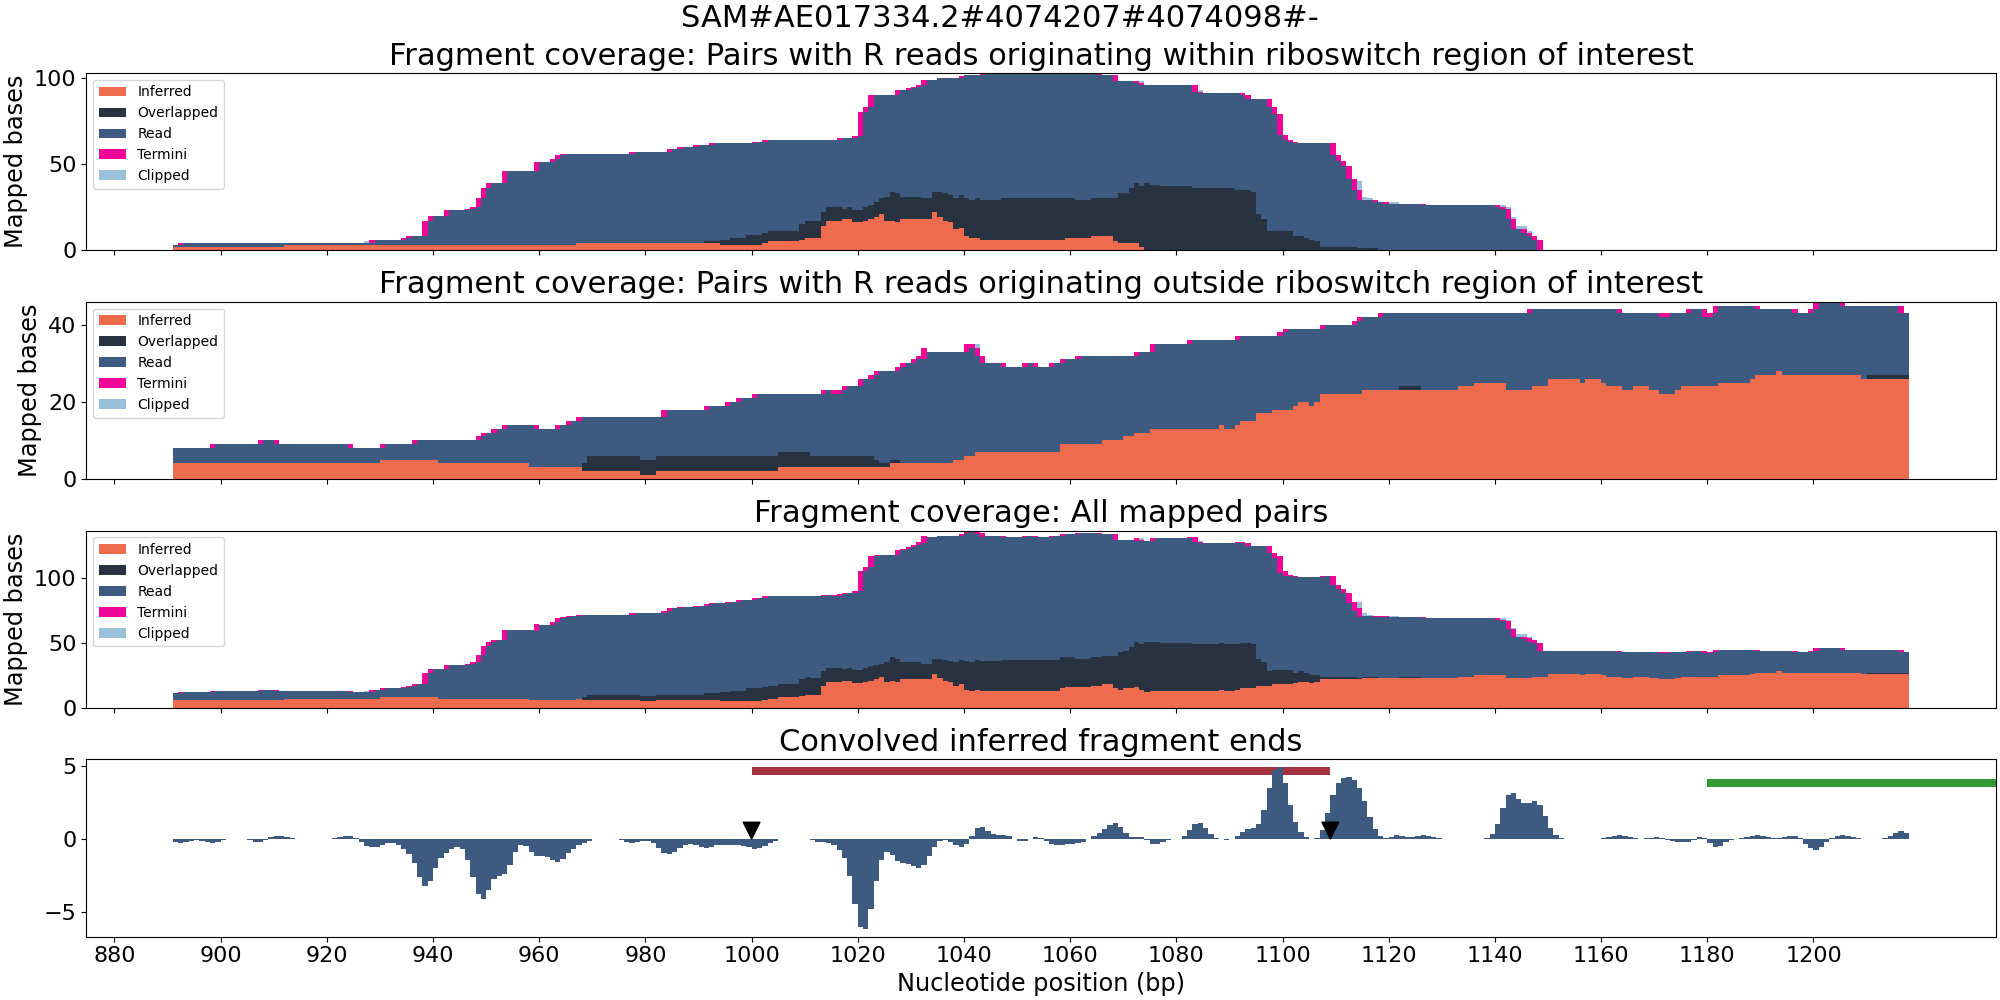 SAM#AE017334.2#4074207#4074098#-
Fragment coverage: Pairs with R reads originating within riboswitch region of interest
Mapped bases
100
50
0
Inferred
Overlapped
Read
Termini
Clipped
Fragment coverage: Pairs with R reads originating outside riboswitch region of interest
Mapped bases
40
20
0
Inferred
Overlapped
Read
Termini
Clipped
Fragment coverage: All mapped pairs
Mapped bases
100
50
0
Inferred
Overlapped
Read
Termini
Clipped
Convolved inferred fragment ends
5
0
−5
880 900 920 940 960 980 1000 1020 1040 1060 1080 1100 1120 1140 1160 1180 1200
Nucleotide position (bp)